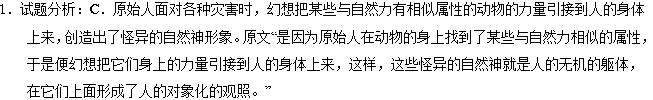 1．试题分析：C．原始人面对各种灾害时，幻想把某些与自然力有相似属性的动物的力量引接到人的身体
上来，创造出了怪异的自然神形象。原文“是因为原始人在动物的身上找到了某些与自然力相似的属性，
于是便幻想把它们身上的力量引接到人的身体上来，这样，这些怪异的自然神就是人的无机的躯体，
在它们上面形成了人的对象化的观照。”